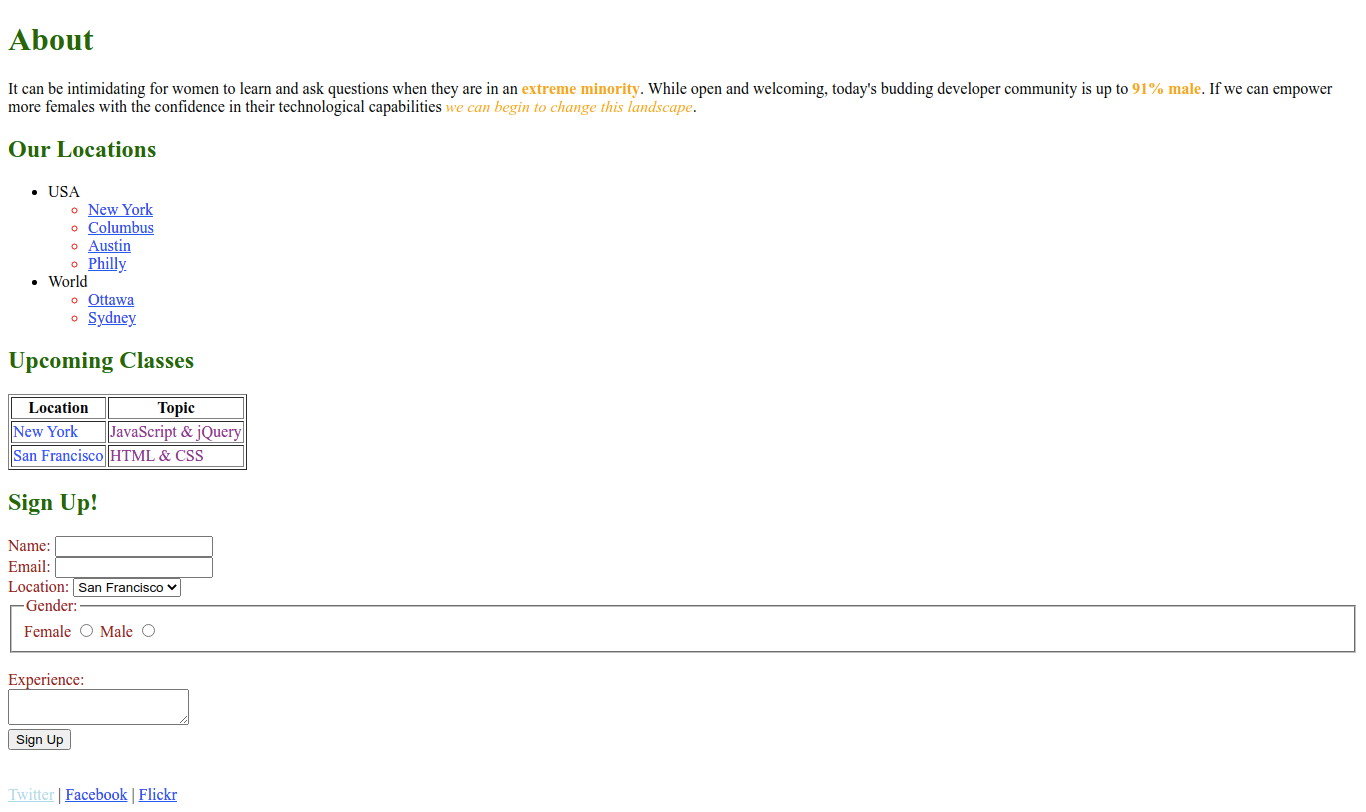 About
It can be intimidating for women to learn and ask questions when they are in an extreme minority. While open and welcoming, today's budding developer community is up to 91% male. If we can empower
more females with the confidence in their technological capabilities we can begin to change this landscape.
Our Locations
USA
New York
Columbus
Austin
Philly
World
Ottawa
Sydney
Upcoming Classes
Location Topic
New York JavaScript & jQuery
San Francisco HTML & CSS
Sign Up!
Name:
Email:
Location: San Francisco
Gender:
Female Male
Experience:
Sign Up
Twitter | Facebook | Flickr